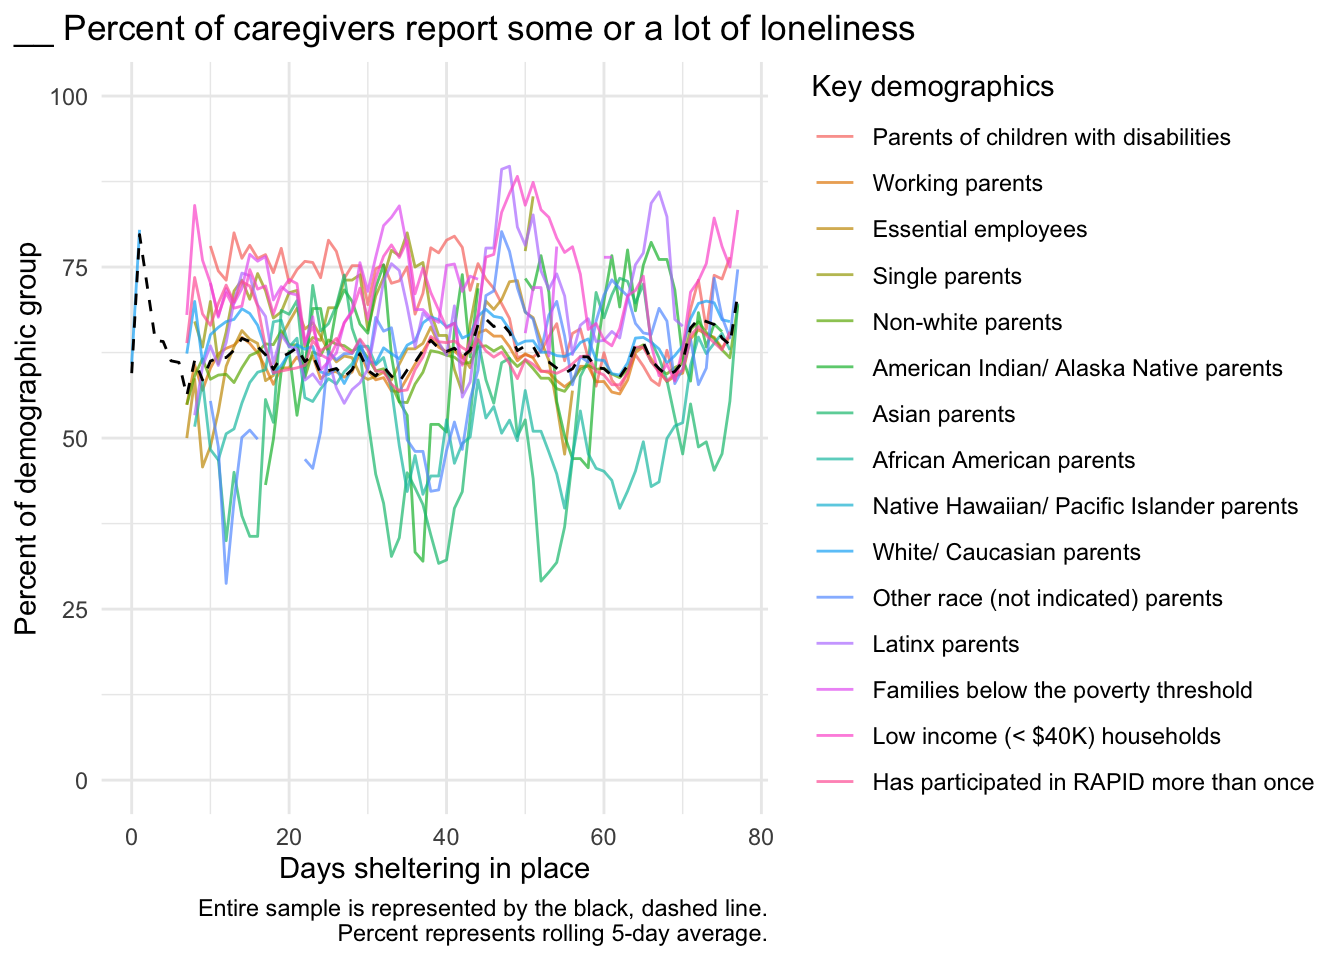 __ Percent of caregivers report some or a lot of loneliness
Key demographics
Parents of children with disabilities
Working parents
Essential employees
Single parents
Non-white parents
American Indian/ Alaska Native parents
Asian parents
African American parents
Native Hawaiian/ Pacific Islander parents
White/ Caucasian parents
Other race (not indicated) parents
Latinx parents
Families below the poverty threshold
Low income (< $40K) households
Has participated in RAPID more than once
Percent of demographic group
100
75
50
25
0
0 20 40 60 80
Days sheltering in place
Entire sample is represented by the black, dashed line.
Percent represents rolling 5-day average.